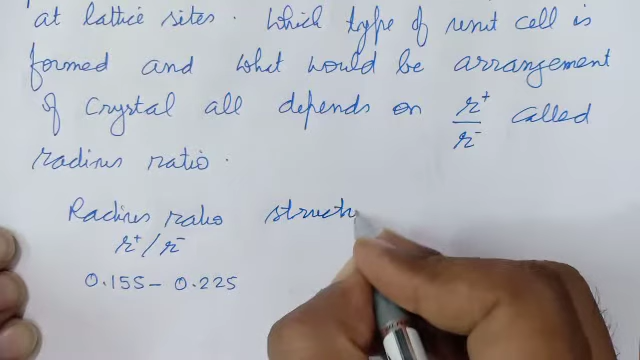 at lattice sites. Which type of unit cell is
formed and what would be arrangement
of crystal all depends on r⁺/r⁻ called
radius ratio.
Radius ratio struct
r⁺/r⁻
0.155 – 0.225